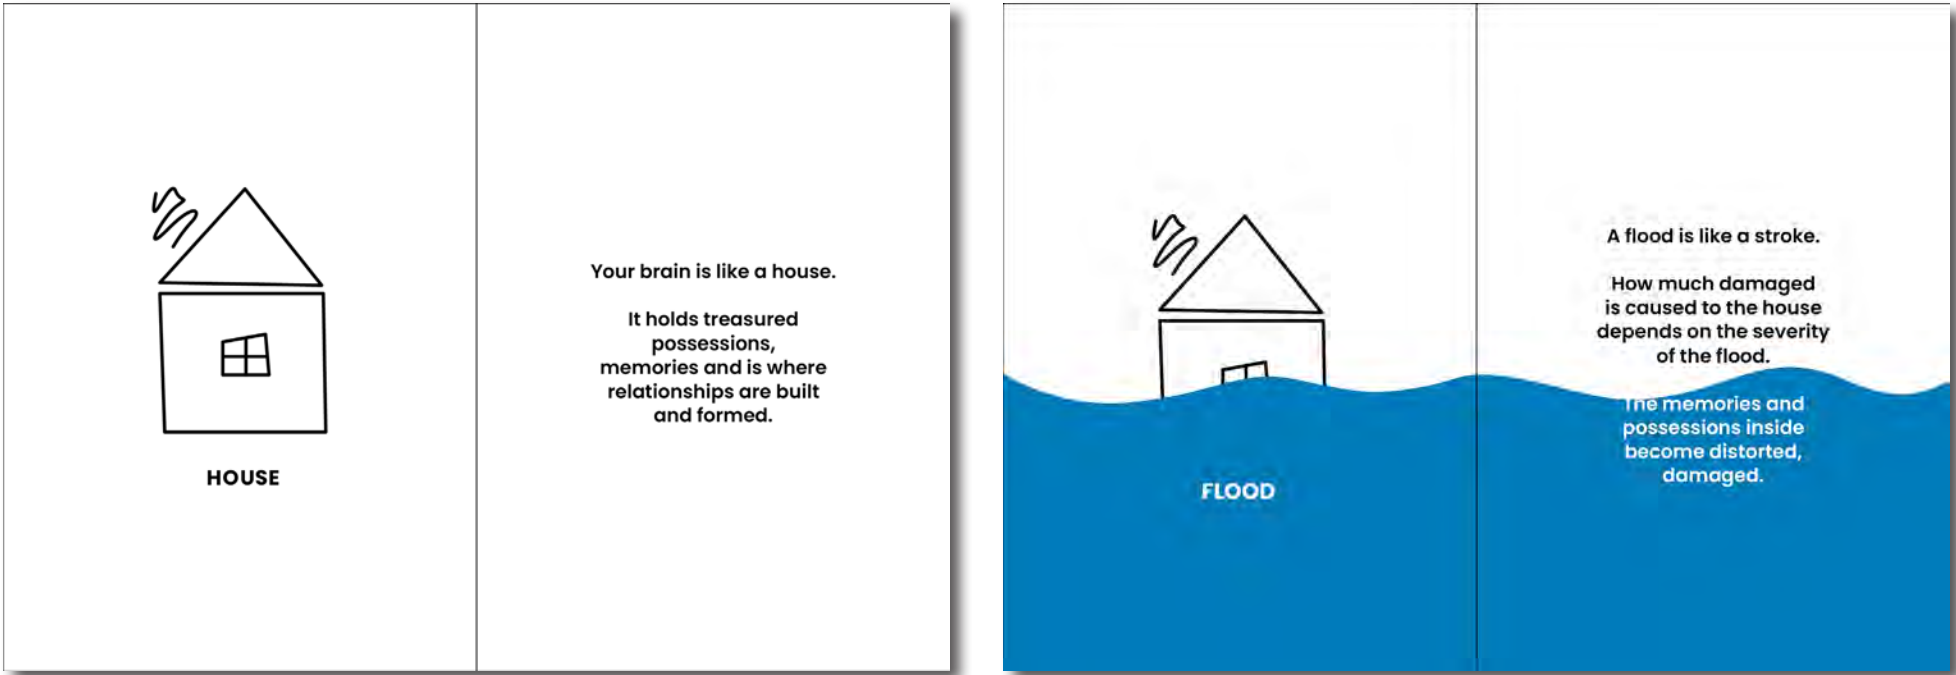 HOUSE
Your brain is like a house.
It holds treasured
possessions,
memories and is where
relationships are built
and formed.
FLOOD
A flood is like a stroke.
How much damaged
is caused to the house
depends on the severity
of the flood.
The memories and
possessions inside
become distorted,
damaged.